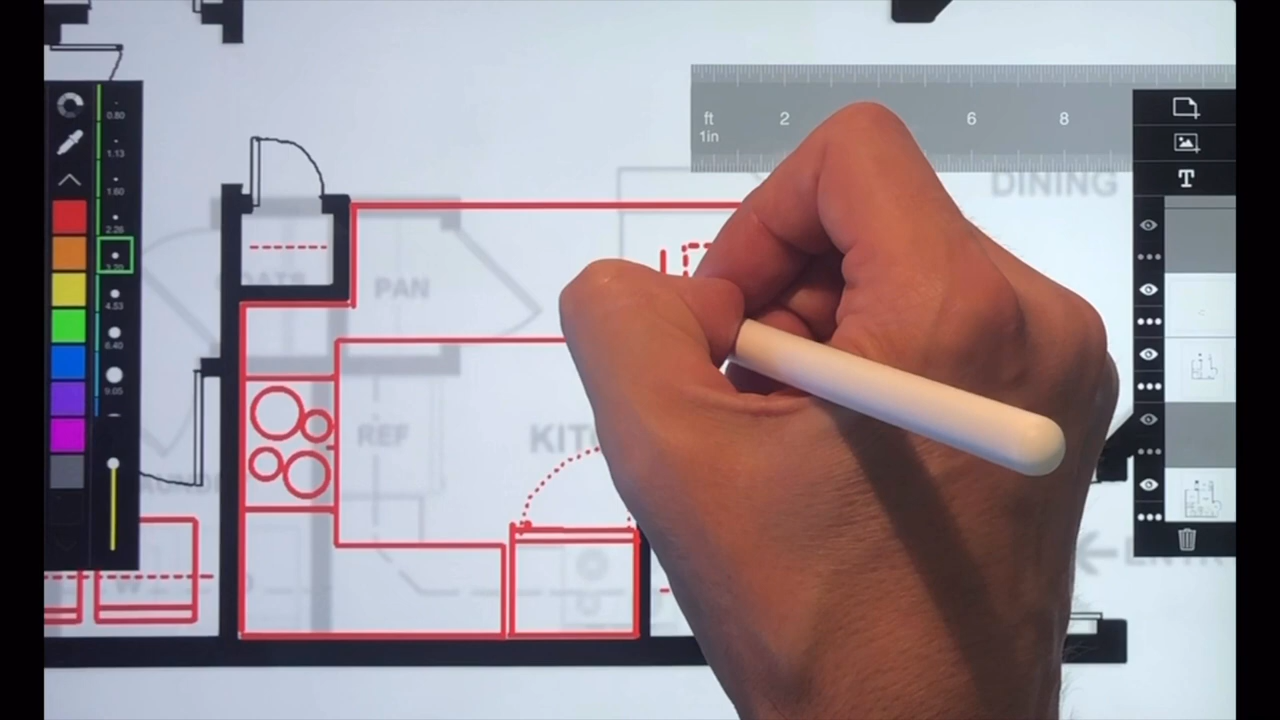 0.80
1.13
1.60
2.26
4.53
6.40
9.05
ft 2 6 8
1in
T
DINING
COATS
PAN
REF
W